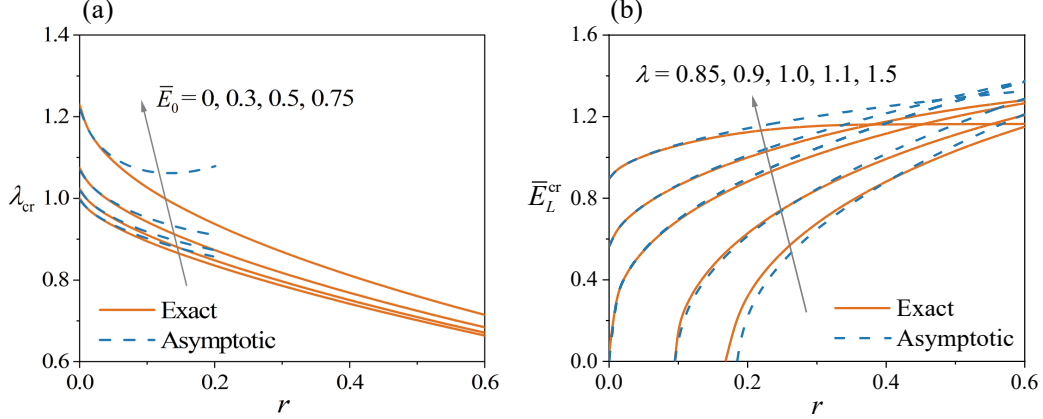 (a)
1.4
1.2
1.0
0.8
0.6
λcr
Ē0 = 0, 0.3, 0.5, 0.75
Exact
Asymptotic
0.0
0.2
0.4
0.6
r
(b)
1.6
1.2
0.8
0.4
0.0
ĒLcr
λ = 0.85, 0.9, 1.0, 1.1, 1.5
Exact
Asymptotic
0.0
0.2
0.4
0.6
r